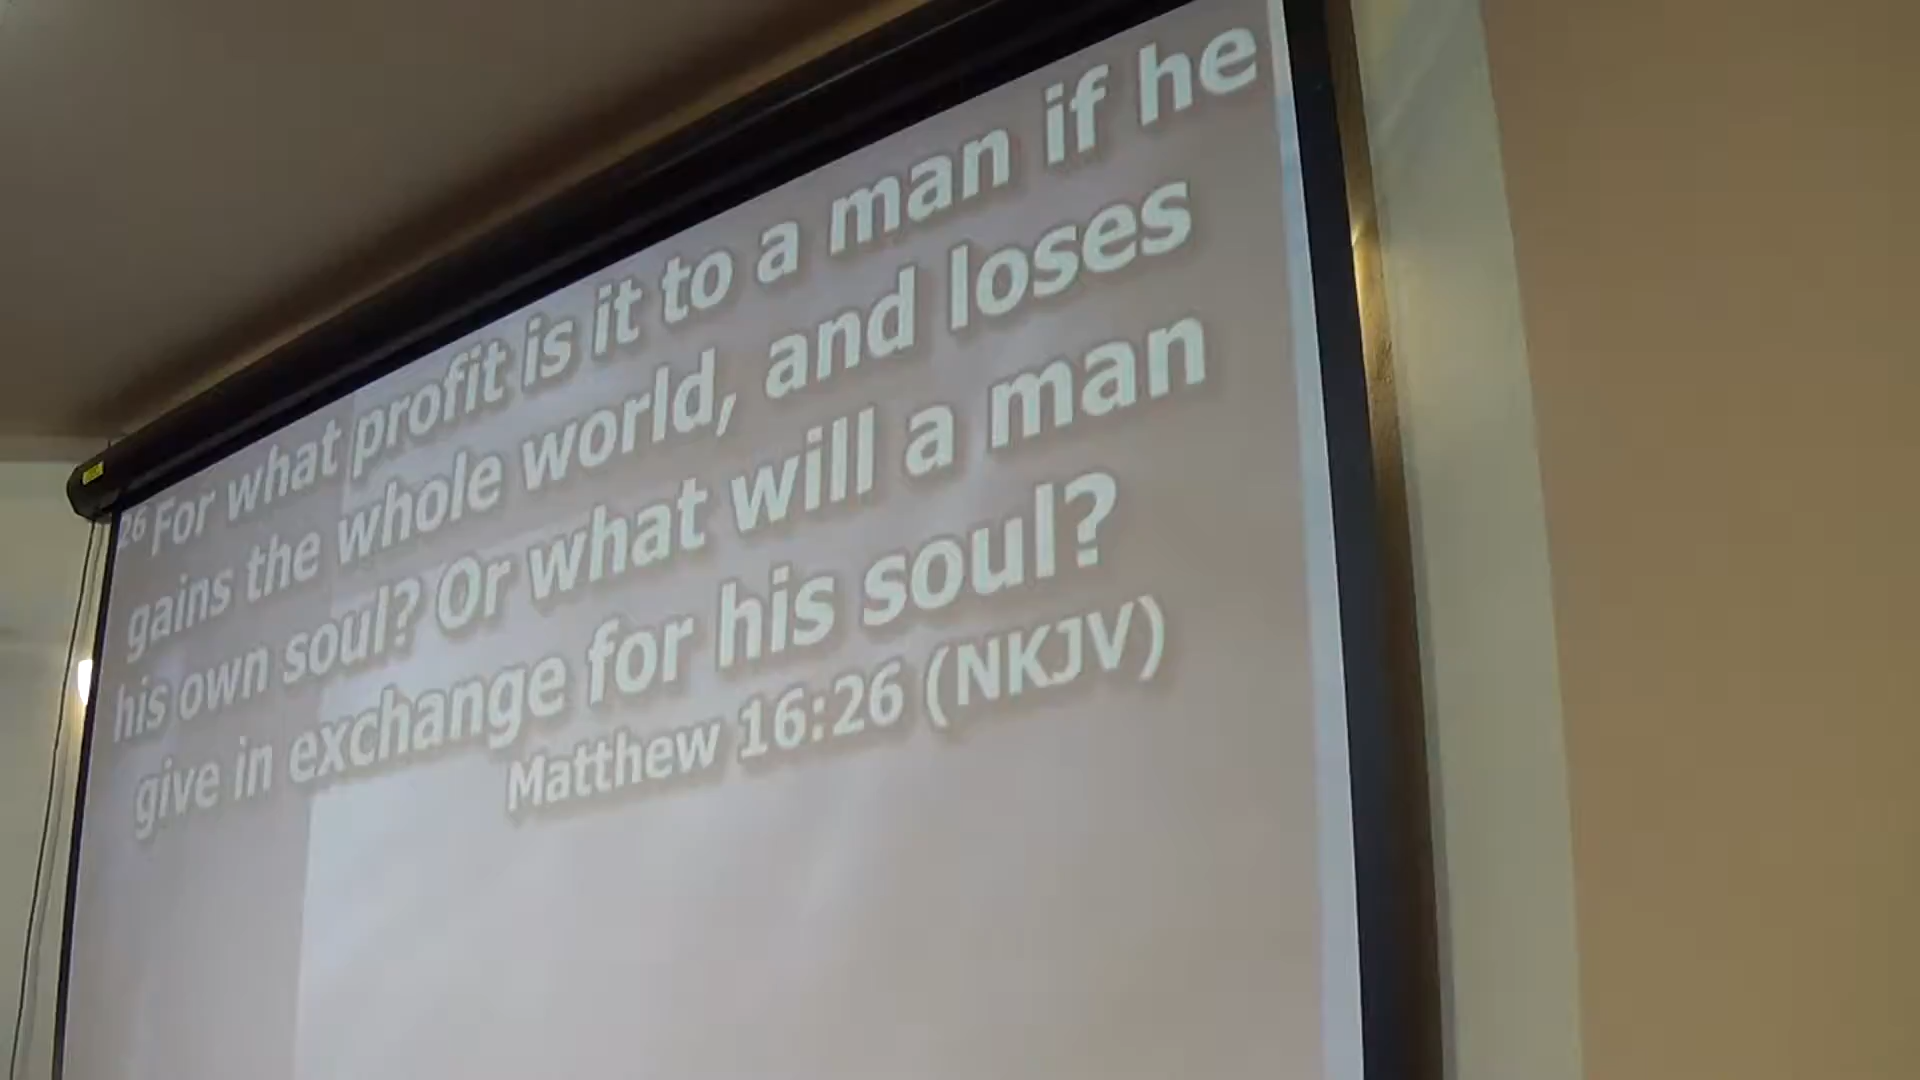 26 For what profit is it to a man if he
gains the whole world, and loses
his own soul? Or what will a man
give in exchange for his soul?
Matthew 16:26 (NKJV)